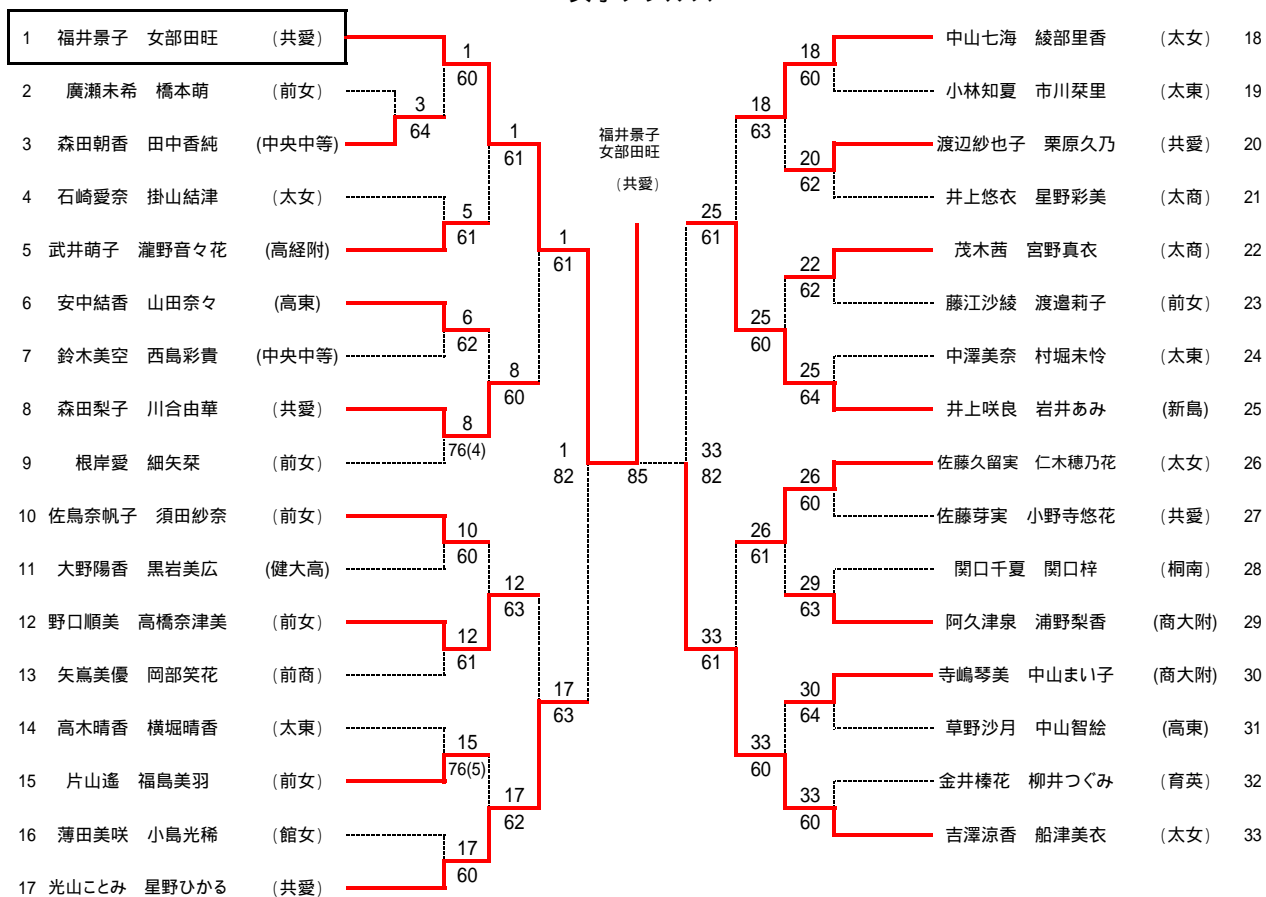 1 福井景子 女部田旺 (共愛)
2 廣瀬未希 橋本萌 (前女)
3 森田朝香 田中香純 (中央中等)
4 石崎愛奈 掛山結津 (太女)
5 武井萌子 瀧野音々花 (高経附)
6 安中結香 山田奈々 (高東)
7 鈴木美空 西島彩貴 (中央中等)
8 森田梨子 川合由華 (共愛)
9 根岸愛 細矢栞 (前女)
10 佐鳥奈帆子 須田紗奈 (前女)
11 大野陽香 黒岩美広 (健大高)
12 野口順美 高橋奈津美 (前女)
13 矢嶌美優 岡部笑花 (前商)
14 高木晴香 横堀晴香 (太東)
15 片山遙 福島美羽 (前女)
16 薄田美咲 小島光稀 (館女)
17 光山ことみ 星野ひかる (共愛)
1
60
3
64
5
61
6
62
8
76(4)
10
60
12
61
15
76(5)
17
60
1
61
8
60
12
63
17
62
1
61
17
63
1
82
福井景子
女部田旺
(共愛)
85
33
82
25
61
33
61
18
63
25
60
26
61
33
60
18
60
20
62
22
62
25
64
26
60
29
63
30
64
33
60
中山七海 綾部里香 (太女) 18
小林知夏 市川栞里 (太東) 19
渡辺紗也子 栗原久乃 (共愛) 20
井上悠衣 星野彩美 (太商) 21
茂木茜 宮野真衣 (太商) 22
藤江沙綾 渡邉莉子 (前女) 23
中澤美奈 村堀未怜 (太東) 24
井上咲良 岩井あみ (新島) 25
佐藤久留実 仁木穂乃花 (太女) 26
佐藤芽実 小野寺悠花 (共愛) 27
関口千夏 関口梓 (桐南) 28
阿久津泉 浦野梨香 (商大附) 29
寺嶋琴美 中山まい子 (商大附) 30
草野沙月 中山智絵 (高東) 31
金井榛花 柳井つぐみ (育英) 32
吉澤涼香 船津美衣 (太女) 33